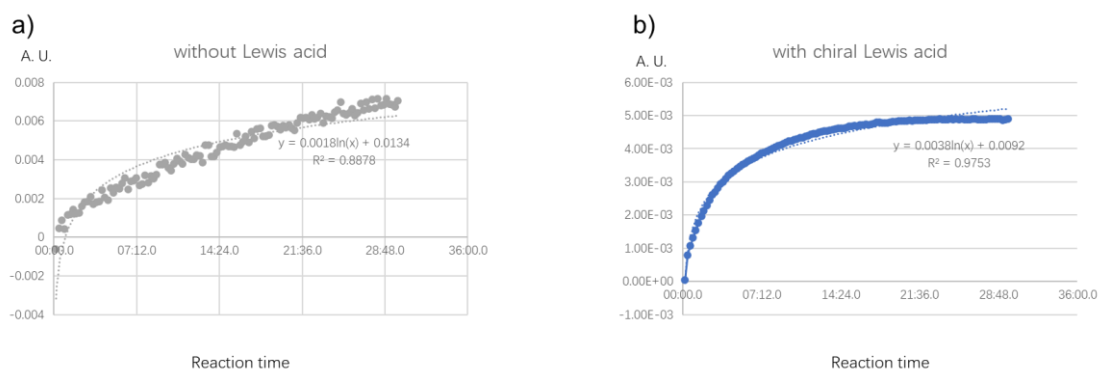 a)
without Lewis acid
A. U.
0.008
0.006
0.004
0.002
0
-0.002
-0.004
y = 0.0018ln(x) + 0.0134
R² = 0.8878
00:00.0 07:12.0 14:24.0 21:36.0 28:48.0 36:00.0
Reaction time
b)
with chiral Lewis acid
A. U.
6.00E-03
5.00E-03
4.00E-03
3.00E-03
2.00E-03
1.00E-03
0.00E+00
-1.00E-03
y = 0.0038ln(x) + 0.0092
R² = 0.9753
00:00.0 07:12.0 14:24.0 21:36.0 28:48.0 36:00.0
Reaction time